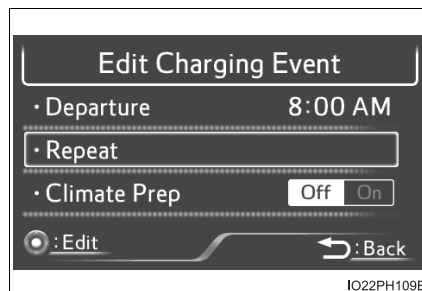 Edit Charging Event
· Departure 8:00 AM
· Repeat
· Climate Prep Off On
: Edit : Back
IO22PH109E